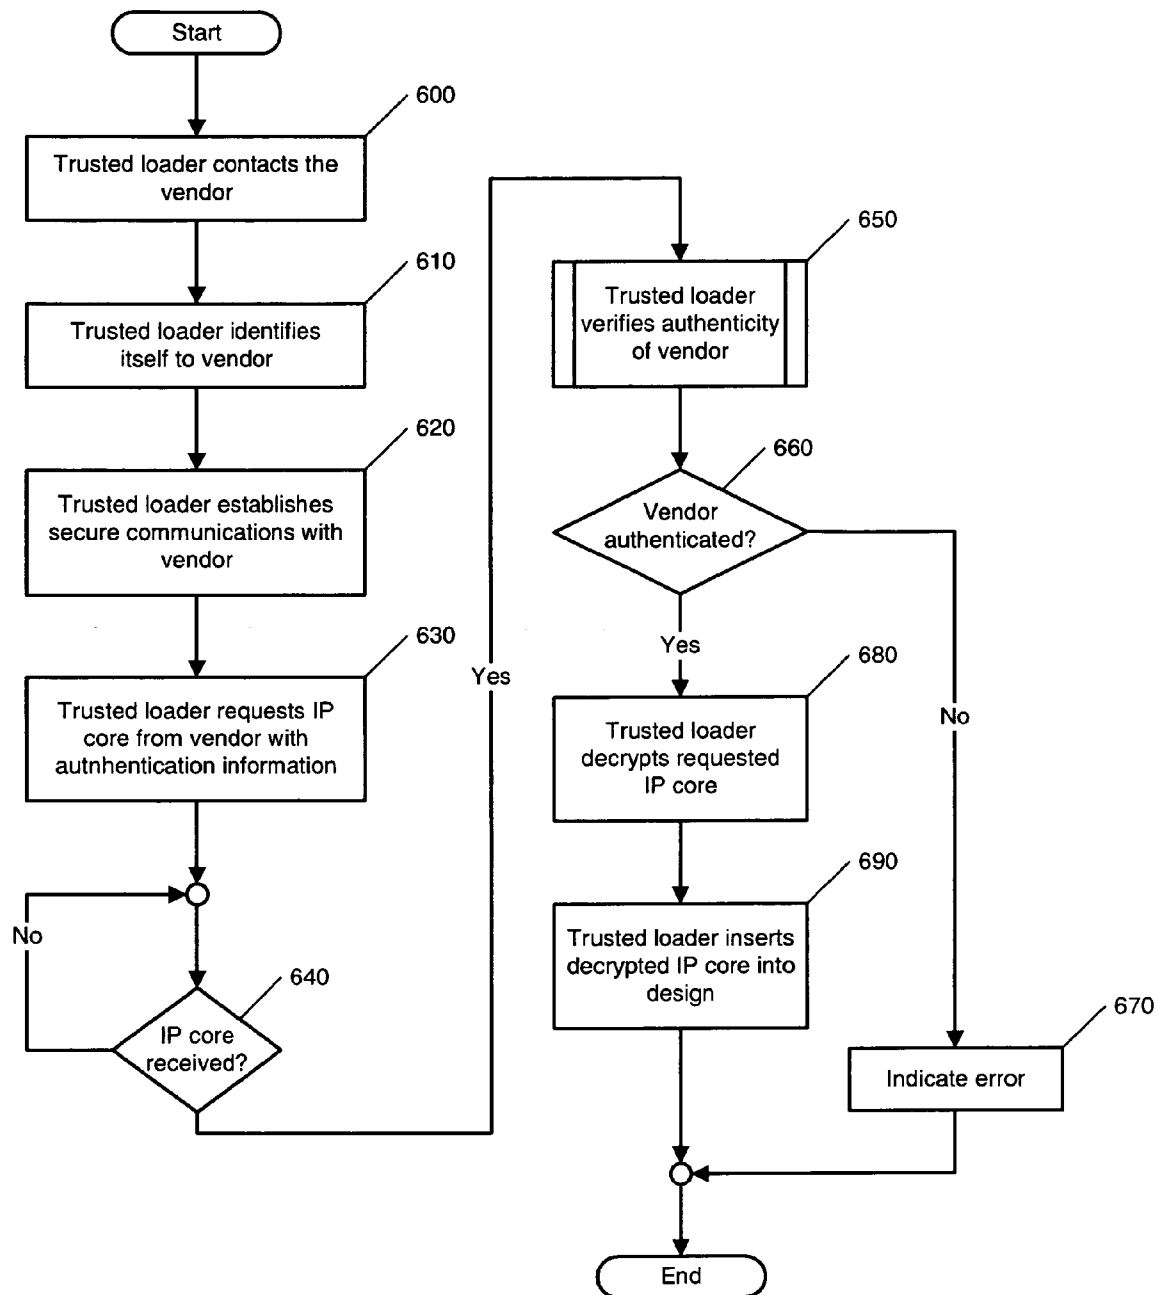 Start
600
Trusted loader contacts the
vendor
610
Trusted loader identifies
itself to vendor
620
Trusted loader establishes
secure communications with
vendor
630
Trusted loader requests IP
core from vendor with
autnhentication information
No
640
IP core
received?
Yes
650
Trusted loader
verifies authenticity
of vendor
660
Vendor
authenticated?
Yes
No
680
Trusted loader
decrypts requested
IP core
690
Trusted loader inserts
decrypted IP core into
design
670
Indicate error
End